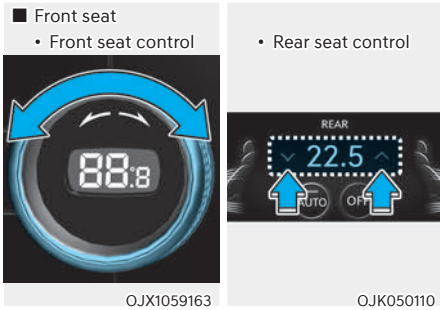 ■ Front seat
• Front seat control
88.8
OJX1059163
• Rear seat control
REAR
22.5
AUTO OFF
OJK050110